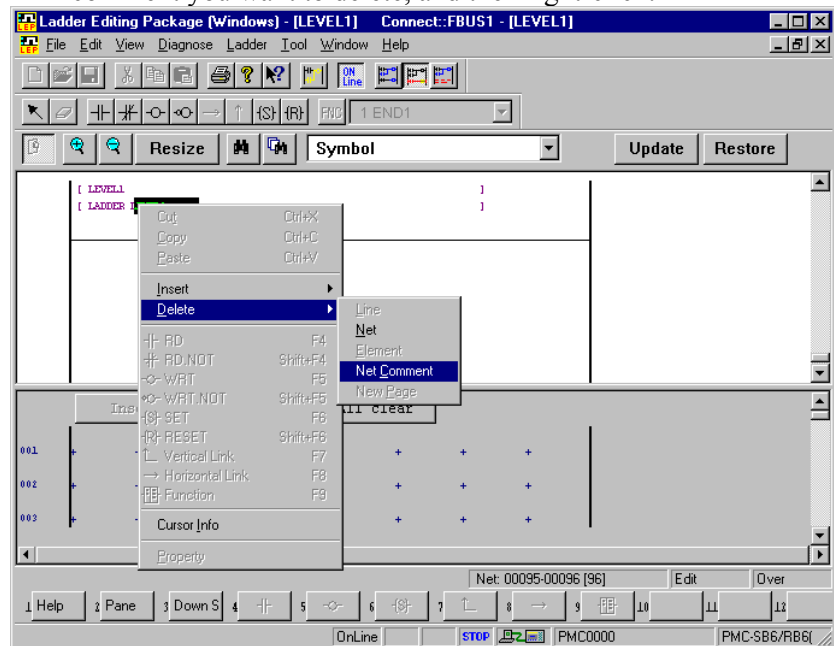 Ladder Editing Package (Windows) - [LEVEL1] Connect::FBUS1 - [LEVEL1]
File Edit View Diagnose Ladder Tool Window Help
ON Line
{S} {R} FNC 1 END1
Resize Symbol Update Restore
[ LEVEL1 ]
[ LADDER ]
Cut Ctrl+X
Copy Ctrl+C
Paste Ctrl+V
Insert
Delete
Line
Net
Element
Net Comment
New Page
RD F4
RD.NOT Shift+F4
WRT F5
WRT.NOT Shift+F5
SET F6
RESET Shift+F6
Vertical Link F7
Horizontal Link F8
Function F9
Cursor Info
Property
Ins
All clear
001
002
003
Net: 00095-00096 [96] Edit Over
1 Help 2 Pane 3 Down S 4 5 6 {S} 7 8 9 10 11 12
OnLine STOP PMC0000 PMC-SB6/RB6(